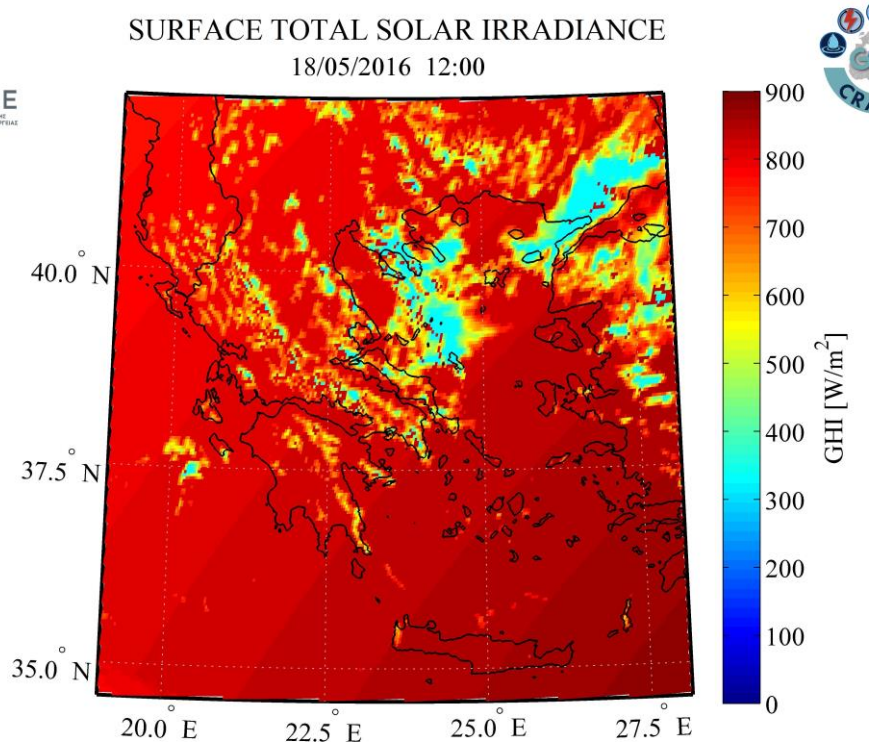 SURFACE TOTAL SOLAR IRRADIANCE
18/05/2016 12:00
E
CRI
900
800
700
600
500
400
300
200
100
0
GHI [W/m²]
40.0° N
37.5° N
35.0° N
20.0° E
22.5° E
25.0° E
27.5° E